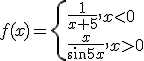 f(x)={ 1/(x+5), x<0
x/(sin5x), x>0